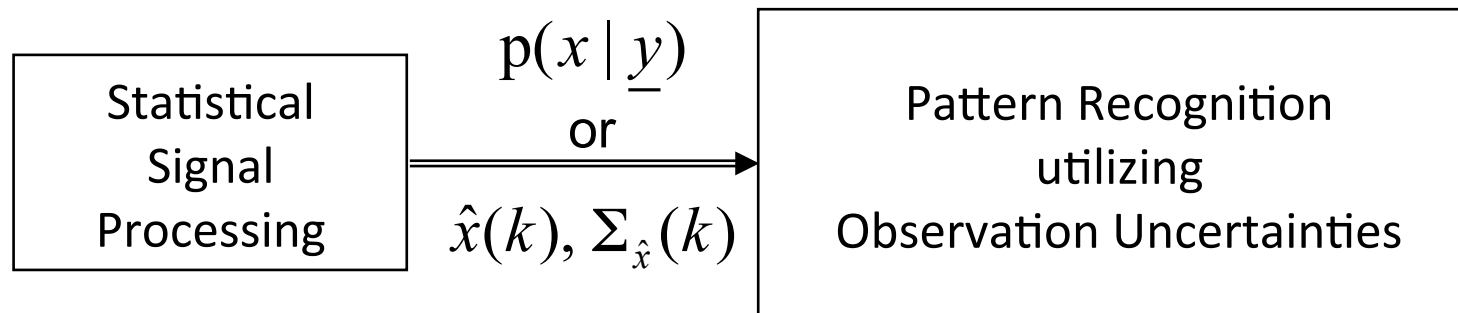 Statistical
Signal
Processing
p(x | y)
or
x̂(k), Σ_x̂(k)
Pattern Recognition
utilizing
Observation Uncertainties